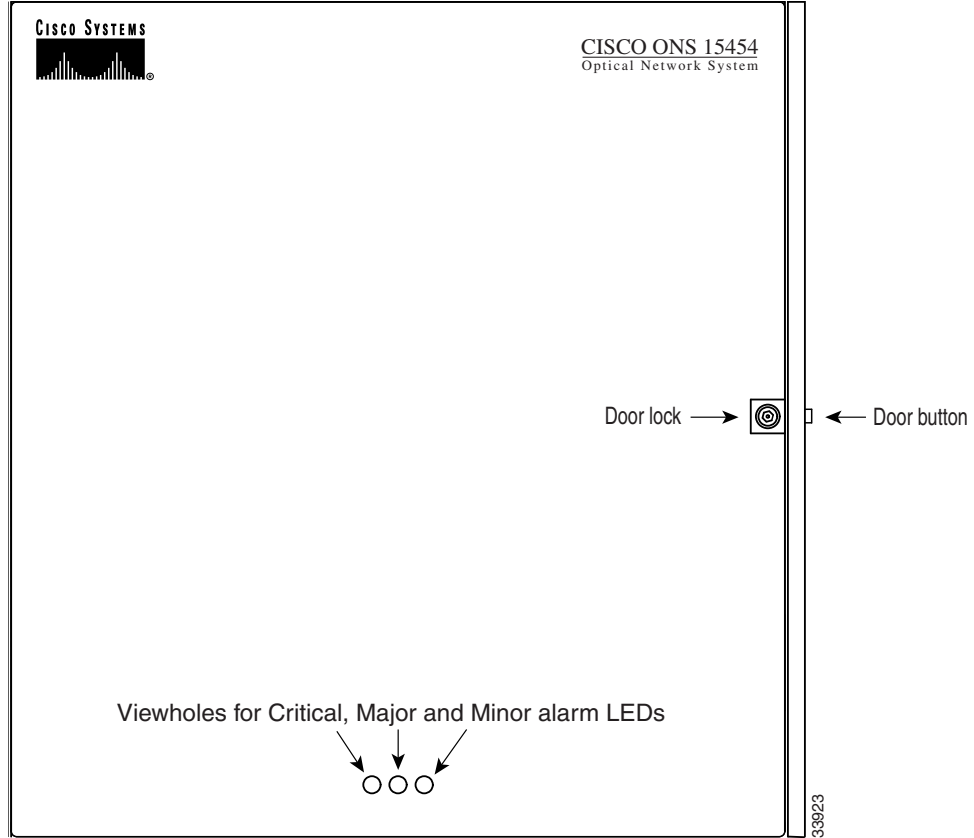 CISCO SYSTEMS
®
CISCO ONS 15454
Optical Network System
Door lock
Door button
Viewholes for Critical, Major and Minor alarm LEDs
33923